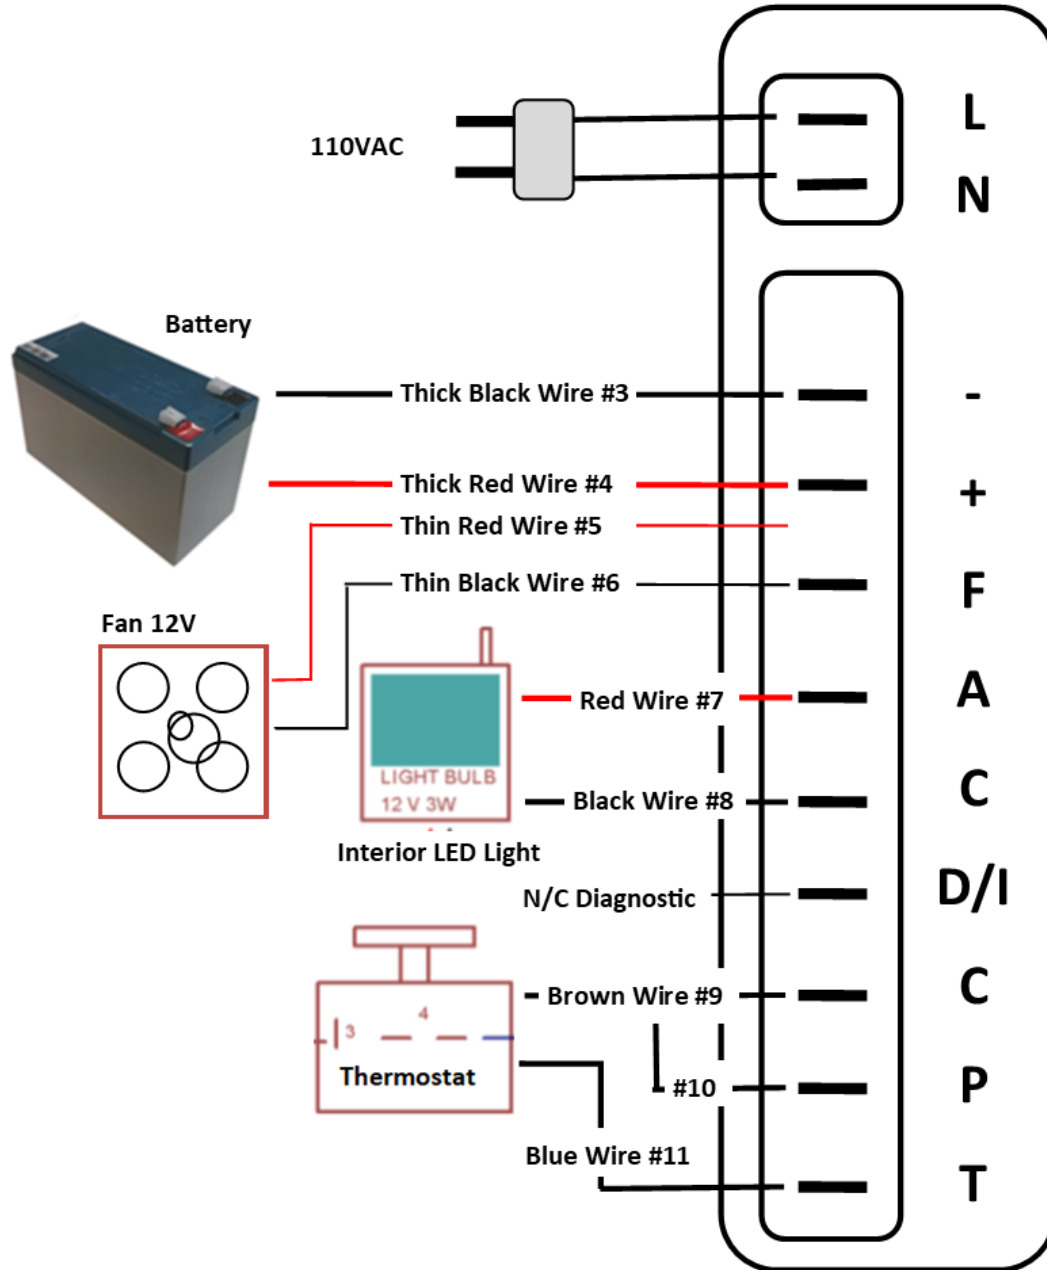 110VAC
L
N
Battery
Thick Black Wire #3
-
Thick Red Wire #4
+
Thin Red Wire #5
Thin Black Wire #6
F
Fan 12V
Red Wire #7
A
LIGHT BULB
12 V 3W
Black Wire #8
C
Interior LED Light
N/C Diagnostic
D/I
Brown Wire #9
C
3
4
Thermostat
#10
P
Blue Wire #11
T